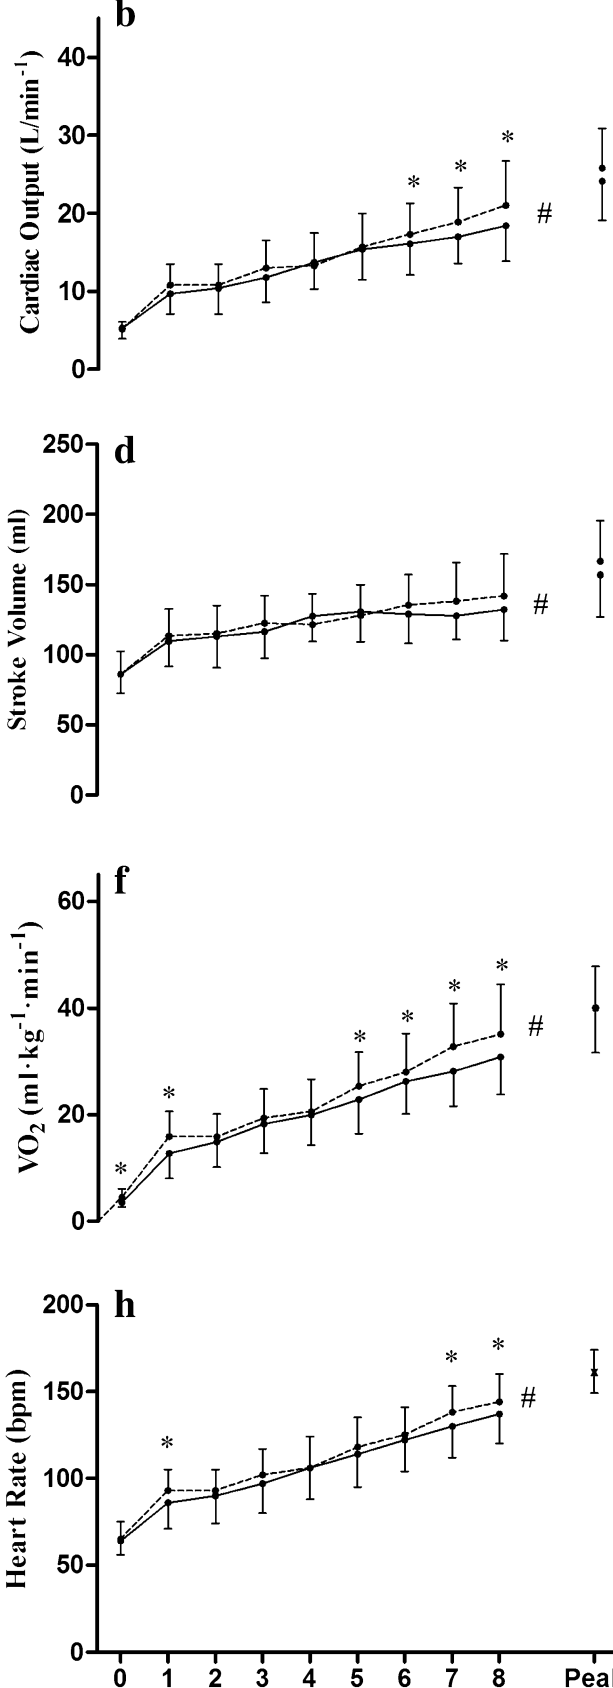 b
Cardiac Output (L/min⁻¹)
40
30
20
10
0
* * *
#
d
Stroke Volume (ml)
250
200
150
100
50
0
#
f
VO₂ (ml·kg⁻¹·min⁻¹)
60
40
20
0
* * * * * *
#
h
Heart Rate (bpm)
200
150
100
50
0
* * *
#
0 1 2 3 4 5 6 7 8 Peal